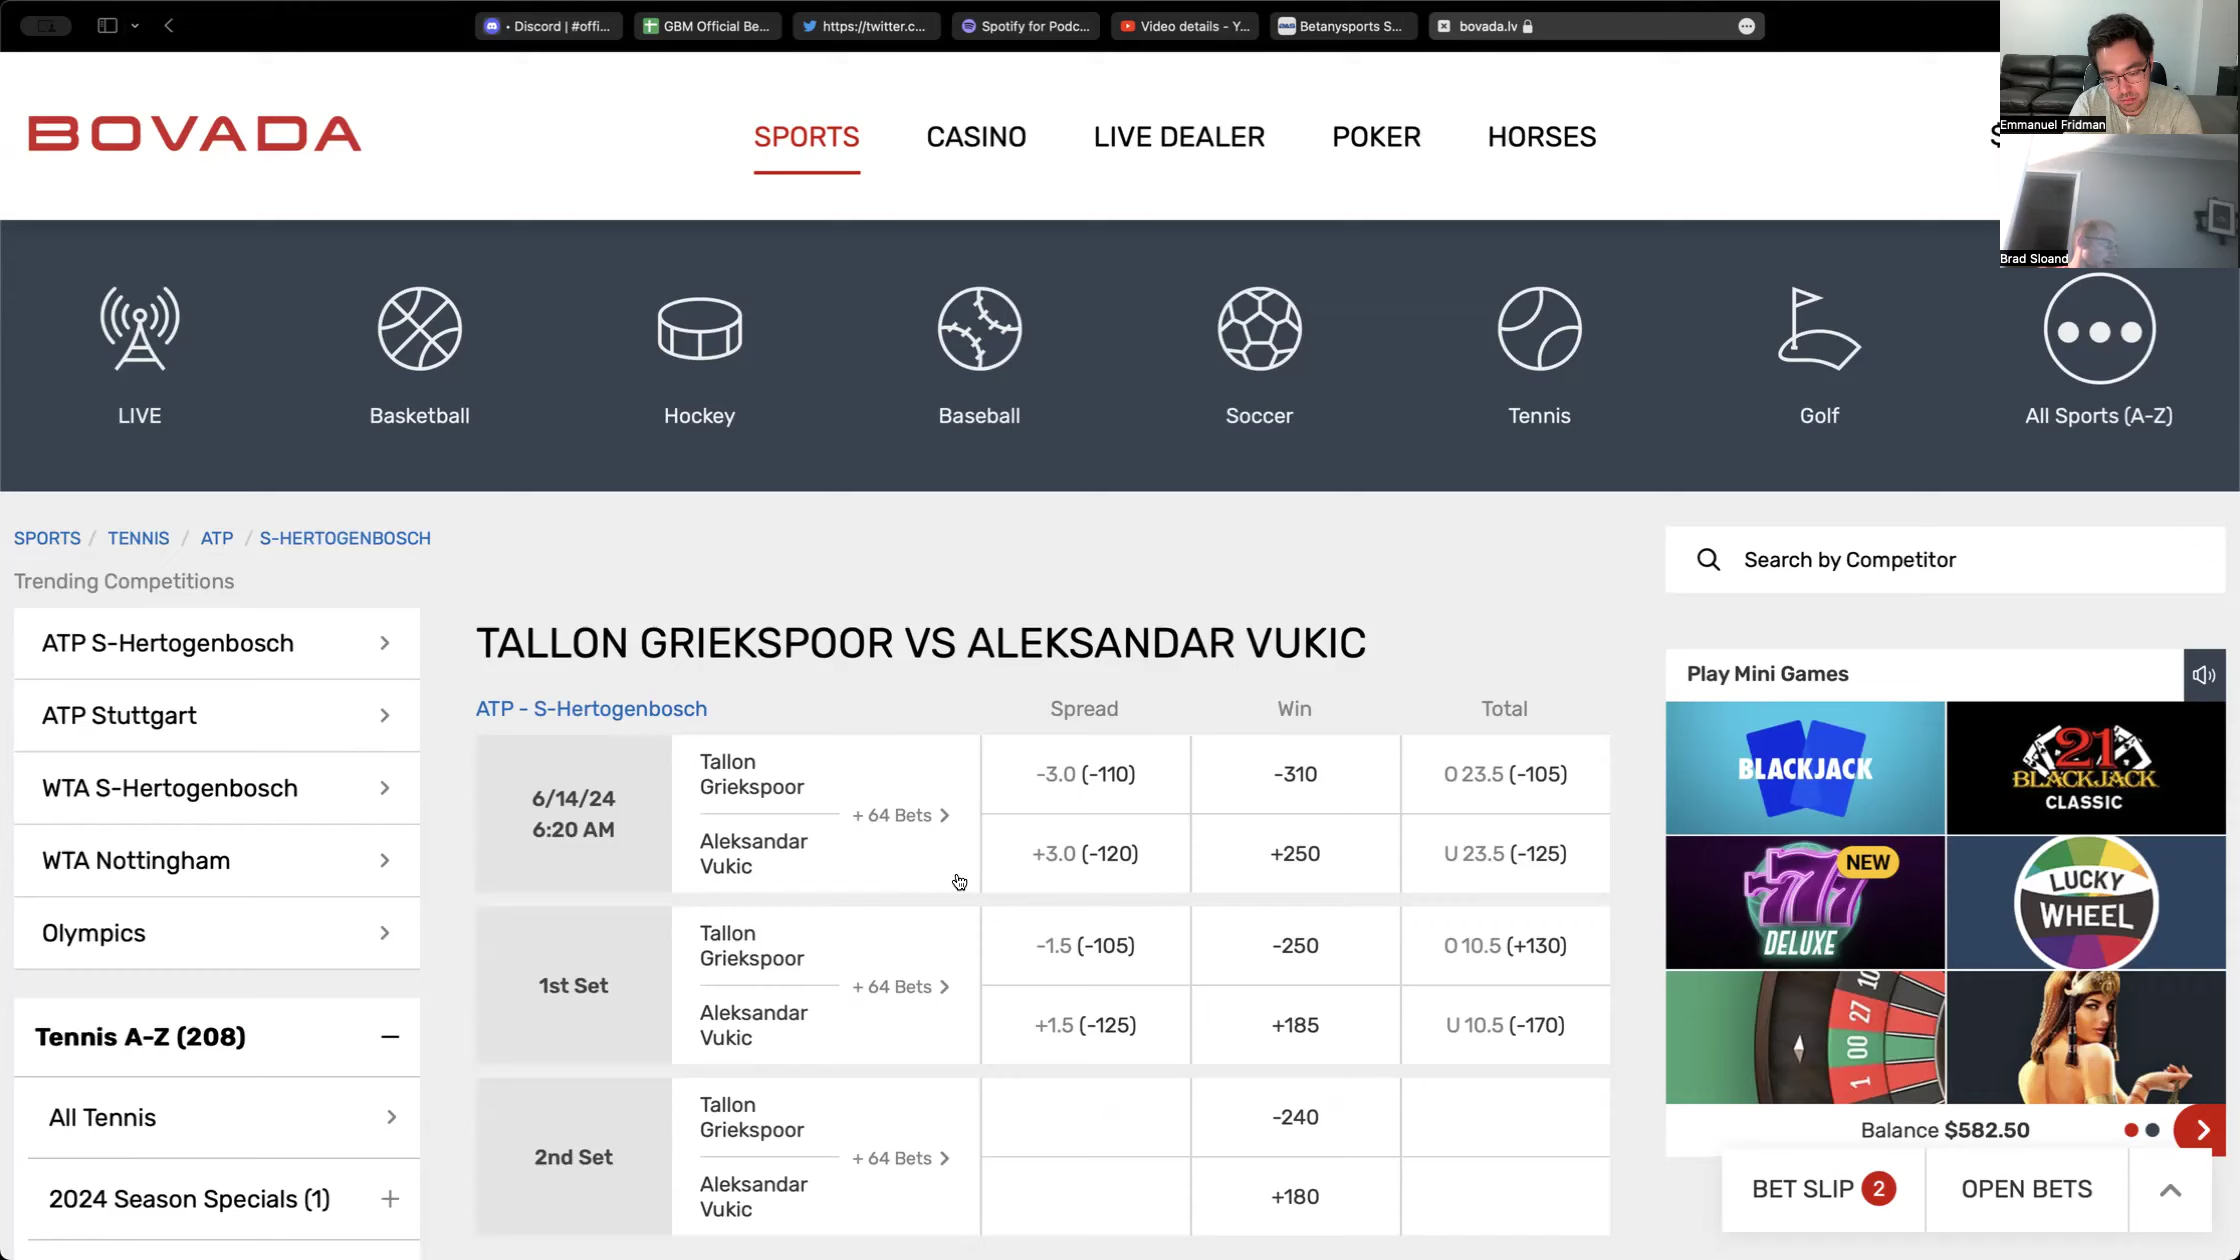 • Discord | #offi...
GBM Official Be...
https://twitter.c...
Spotify for Podc...
Video details - Y...
Betanysports S...
bovada.lv
Emmanuel Fridman
Brad Sloand
BOVADA
SPORTS
CASINO
LIVE DEALER
POKER
HORSES
$
LIVE
Basketball
Hockey
Baseball
Soccer
Tennis
Golf
All Sports (A-Z)
SPORTS / TENNIS / ATP / S-HERTOGENBOSCH
Search by Competitor
Trending Competitions
ATP S-Hertogenbosch
ATP Stuttgart
WTA S-Hertogenbosch
WTA Nottingham
Olympics
Tennis A-Z (208)
All Tennis
2024 Season Specials (1)
TALLON GRIEKSPOOR VS ALEKSANDAR VUKIC
ATP - S-Hertogenbosch
Spread
Win
Total
6/14/24
6:20 AM
Tallon
Griekspoor
+ 64 Bets
Aleksandar
Vukic
-3.0 (-110)
-310
O 23.5 (-105)
+3.0 (-120)
+250
U 23.5 (-125)
1st Set
Tallon
Griekspoor
+ 64 Bets
Aleksandar
Vukic
-1.5 (-105)
-250
O 10.5 (+130)
+1.5 (-125)
+185
U 10.5 (-170)
2nd Set
Tallon
Griekspoor
+ 64 Bets
Aleksandar
Vukic
-240
+180
Play Mini Games
BLACKJACK
21
BLACKJACK
CLASSIC
NEW
777
DELUXE
LUCKY
WHEEL
10
27
00
1
Balance $582.50
BET SLIP 2
OPEN BETS